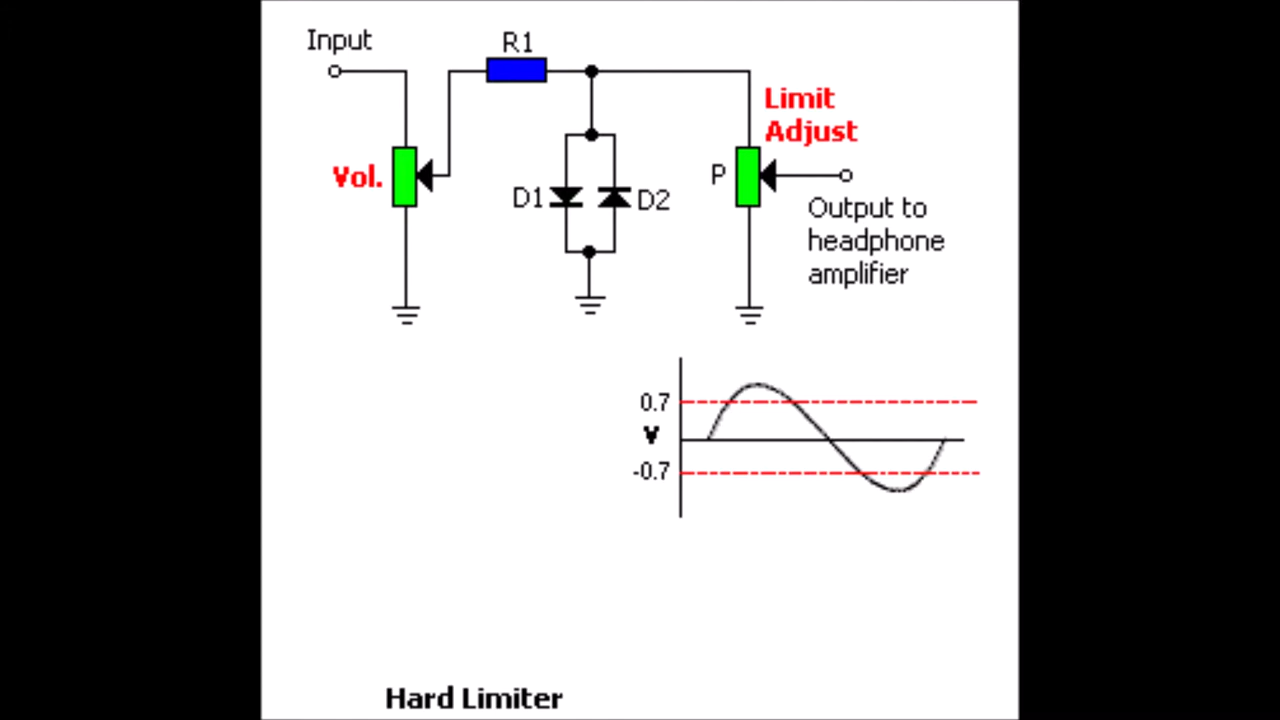 Input
R1
Limit
Adjust
Vol.
P
D1
D2
Output to
headphone
amplifier
0.7
V
-0.7
Hard Limiter